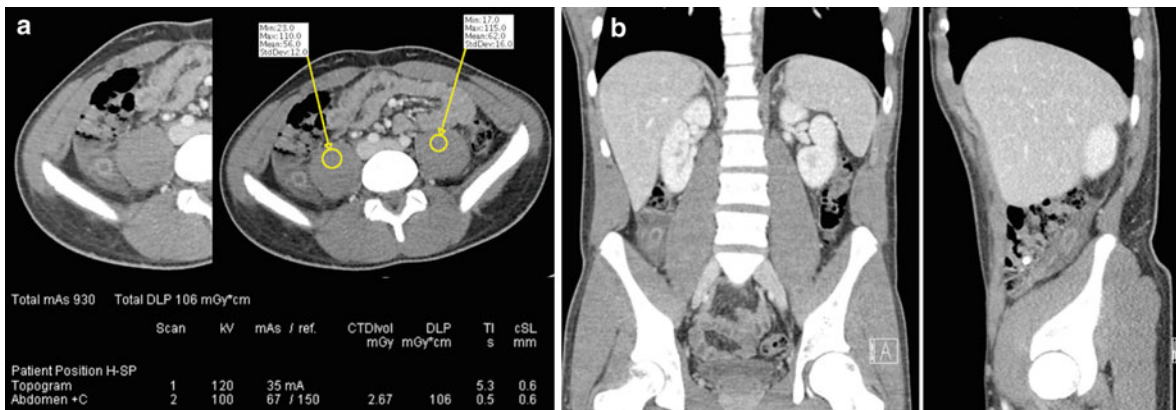 a
Min:23.0
Max:110.0
Mean:56.0
StdDev:12.0
Min:17.0
Max:115.0
Mean:62.0
StdDev:16.0
b
Total mAs 930 Total DLP 106 mGy*cm
Scan kV mAs / ref. CTDIvol DLP TI cSL
mGy mGy*cm s mm
Patient Position H-SP
Topogram 1 120 35 mA 5.3 0.6
Abdomen +C 2 100 67 / 150 2.67 106 0.5 0.6
A